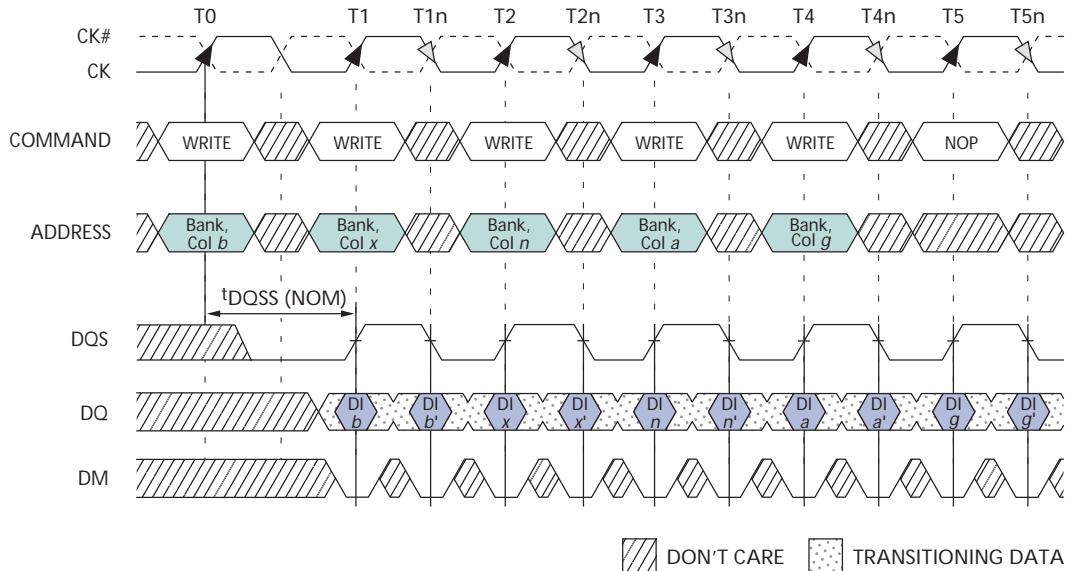 T0 T1 T1n T2 T2n T3 T3n T4 T4n T5 T5n
CK#
CK
COMMAND WRITE WRITE WRITE WRITE WRITE NOP
ADDRESS Bank, Col b Bank, Col x Bank, Col n Bank, Col a Bank, Col g
tDQSS (NOM)
DQS
DQ DI b DI b' DI x DI x' DI n DI n' DI a DI a' DI g DI g'
DM
DON'T CARE TRANSITIONING DATA